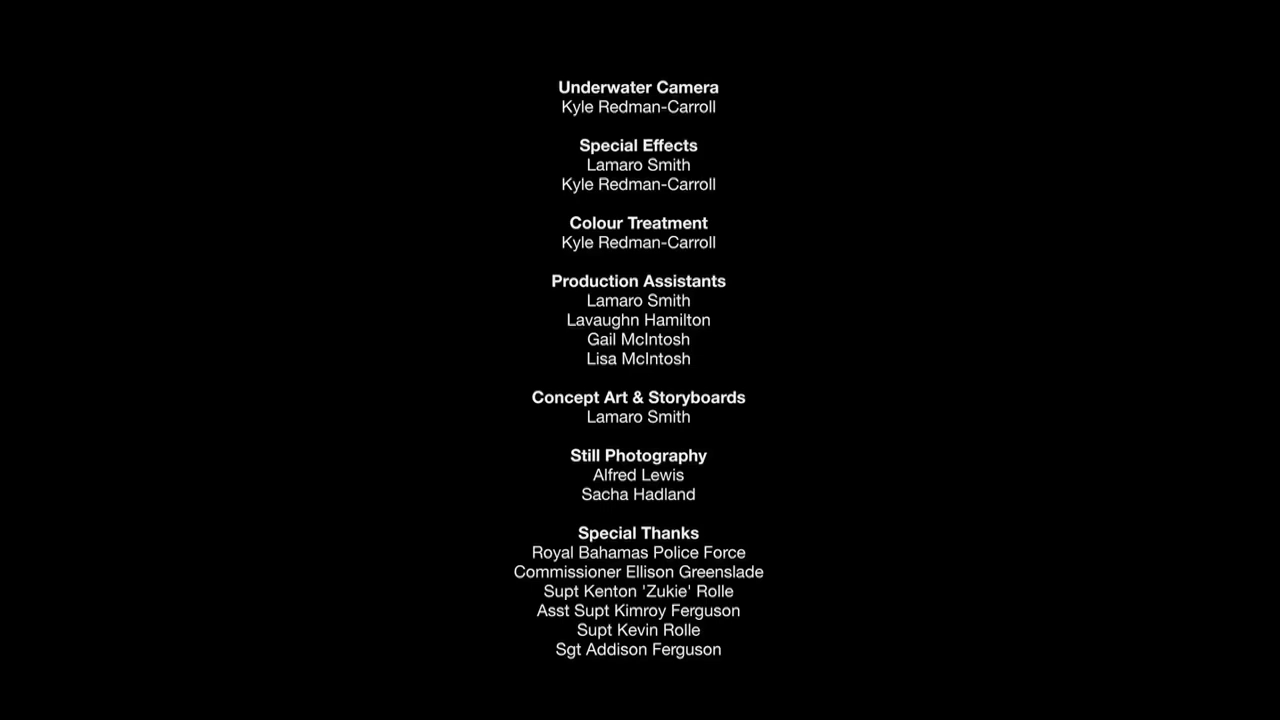 Underwater Camera
Kyle Redman-Carroll
Special Effects
Lamaro Smith
Kyle Redman-Carroll
Colour Treatment
Kyle Redman-Carroll
Production Assistants
Lamaro Smith
Lavaughn Hamilton
Gail McIntosh
Lisa McIntosh
Concept Art & Storyboards
Lamaro Smith
Still Photography
Alfred Lewis
Sacha Hadland
Special Thanks
Royal Bahamas Police Force
Commissioner Ellison Greenslade
Supt Kenton 'Zukie' Rolle
Asst Supt Kimroy Ferguson
Supt Kevin Rolle
Sgt Addison Ferguson